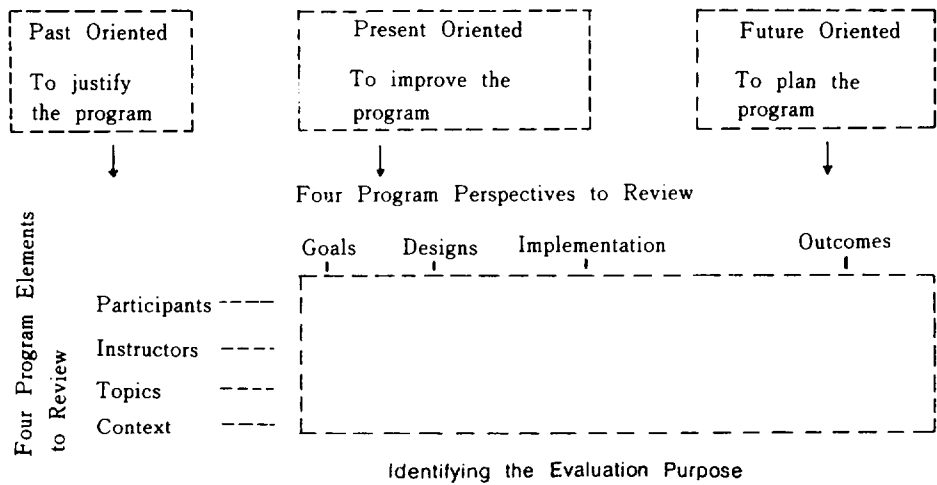 Past Oriented
To justify
the program
Present Oriented
To improve the
program
Future Oriented
To plan the
program
Four Program Perspectives to Review
Goals Designs Implementation Outcomes
Four Program Elements
to Review
Participants
Instructors
Topics
Context
Identifying the Evaluation Purpose